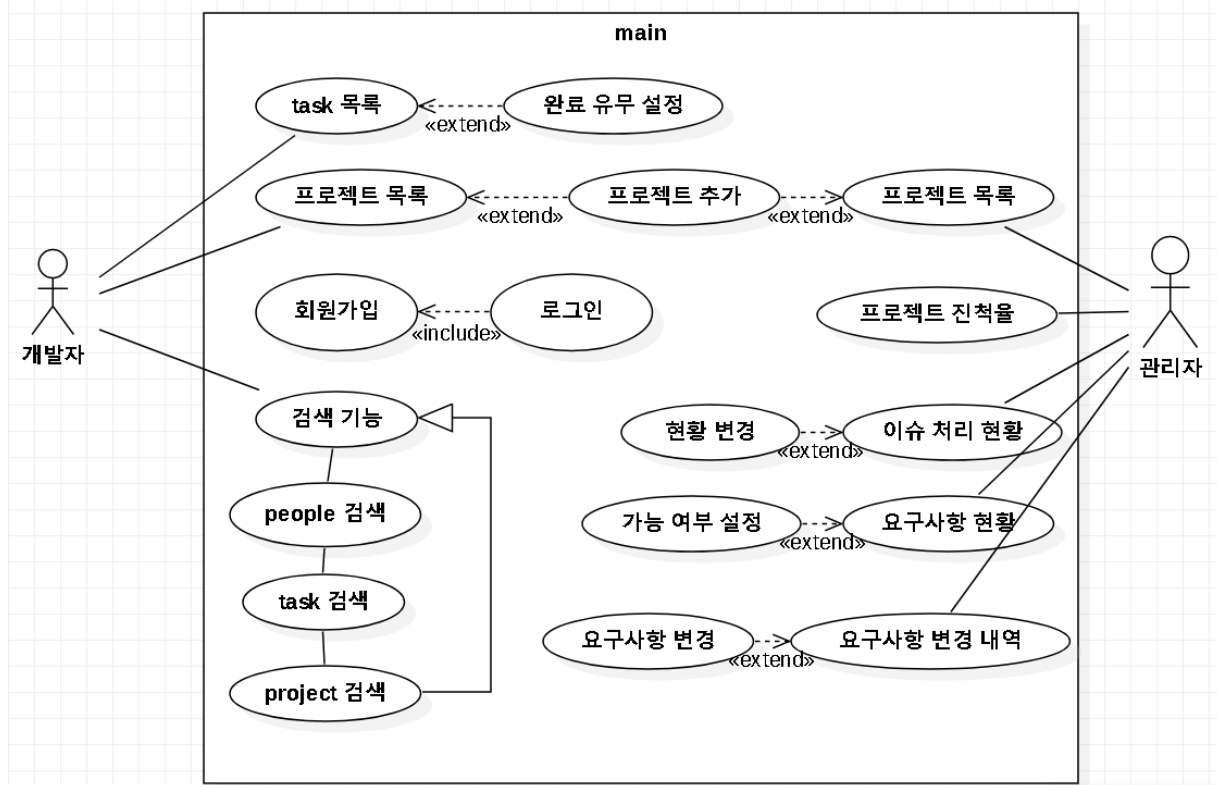 main
task 목록
완료 유무 설정
«extend»
프로젝트 목록
프로젝트 추가
프로젝트 목록
«extend»
«extend»
회원가입
로그인
프로젝트 진척율
«include»
개발자
관리자
검색 기능
현황 변경
이슈 처리 현황
«extend»
people 검색
가능 여부 설정
요구사항 현황
«extend»
task 검색
요구사항 변경
요구사항 변경 내역
«extend»
project 검색